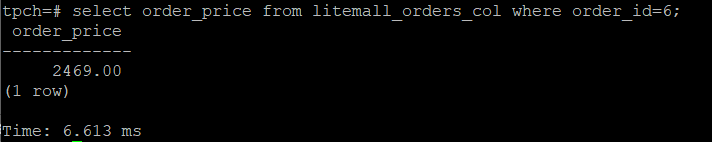 tpch=# select order_price from litemall_orders_col where order_id=6;
order_price
-------------
2469.00
(1 row)
Time: 6.613 ms